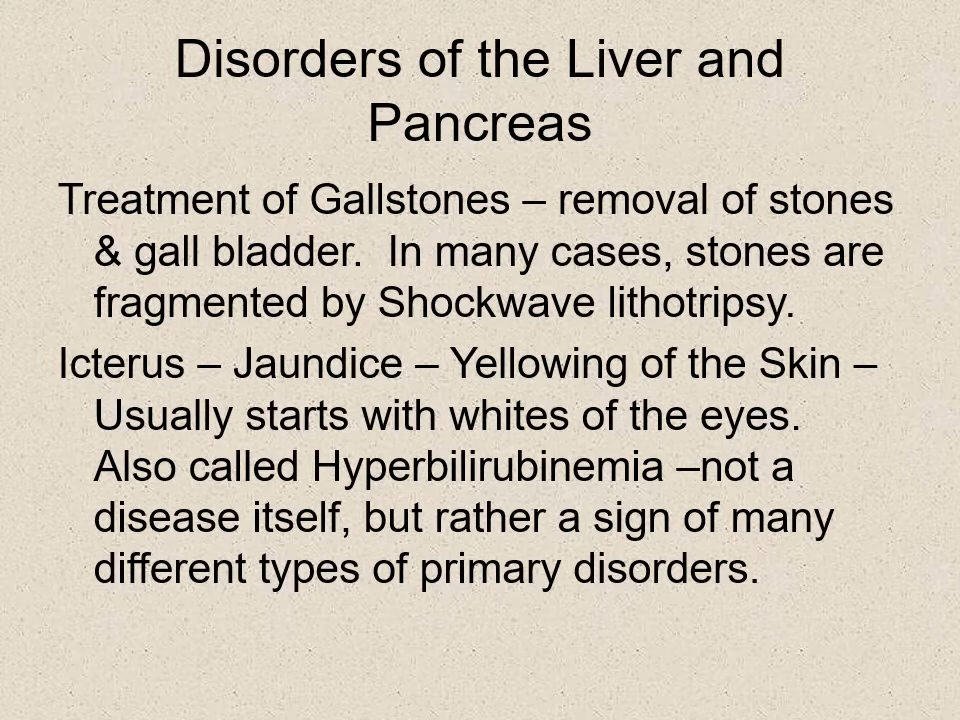 Disorders of the Liver and
Pancreas
Treatment of Gallstones – removal of stones
& gall bladder.  In many cases, stones are
fragmented by Shockwave lithotripsy.
Icterus – Jaundice – Yellowing of the Skin –
Usually starts with whites of the eyes.
Also called Hyperbilirubinemia –not a
disease itself, but rather a sign of many
different types of primary disorders.